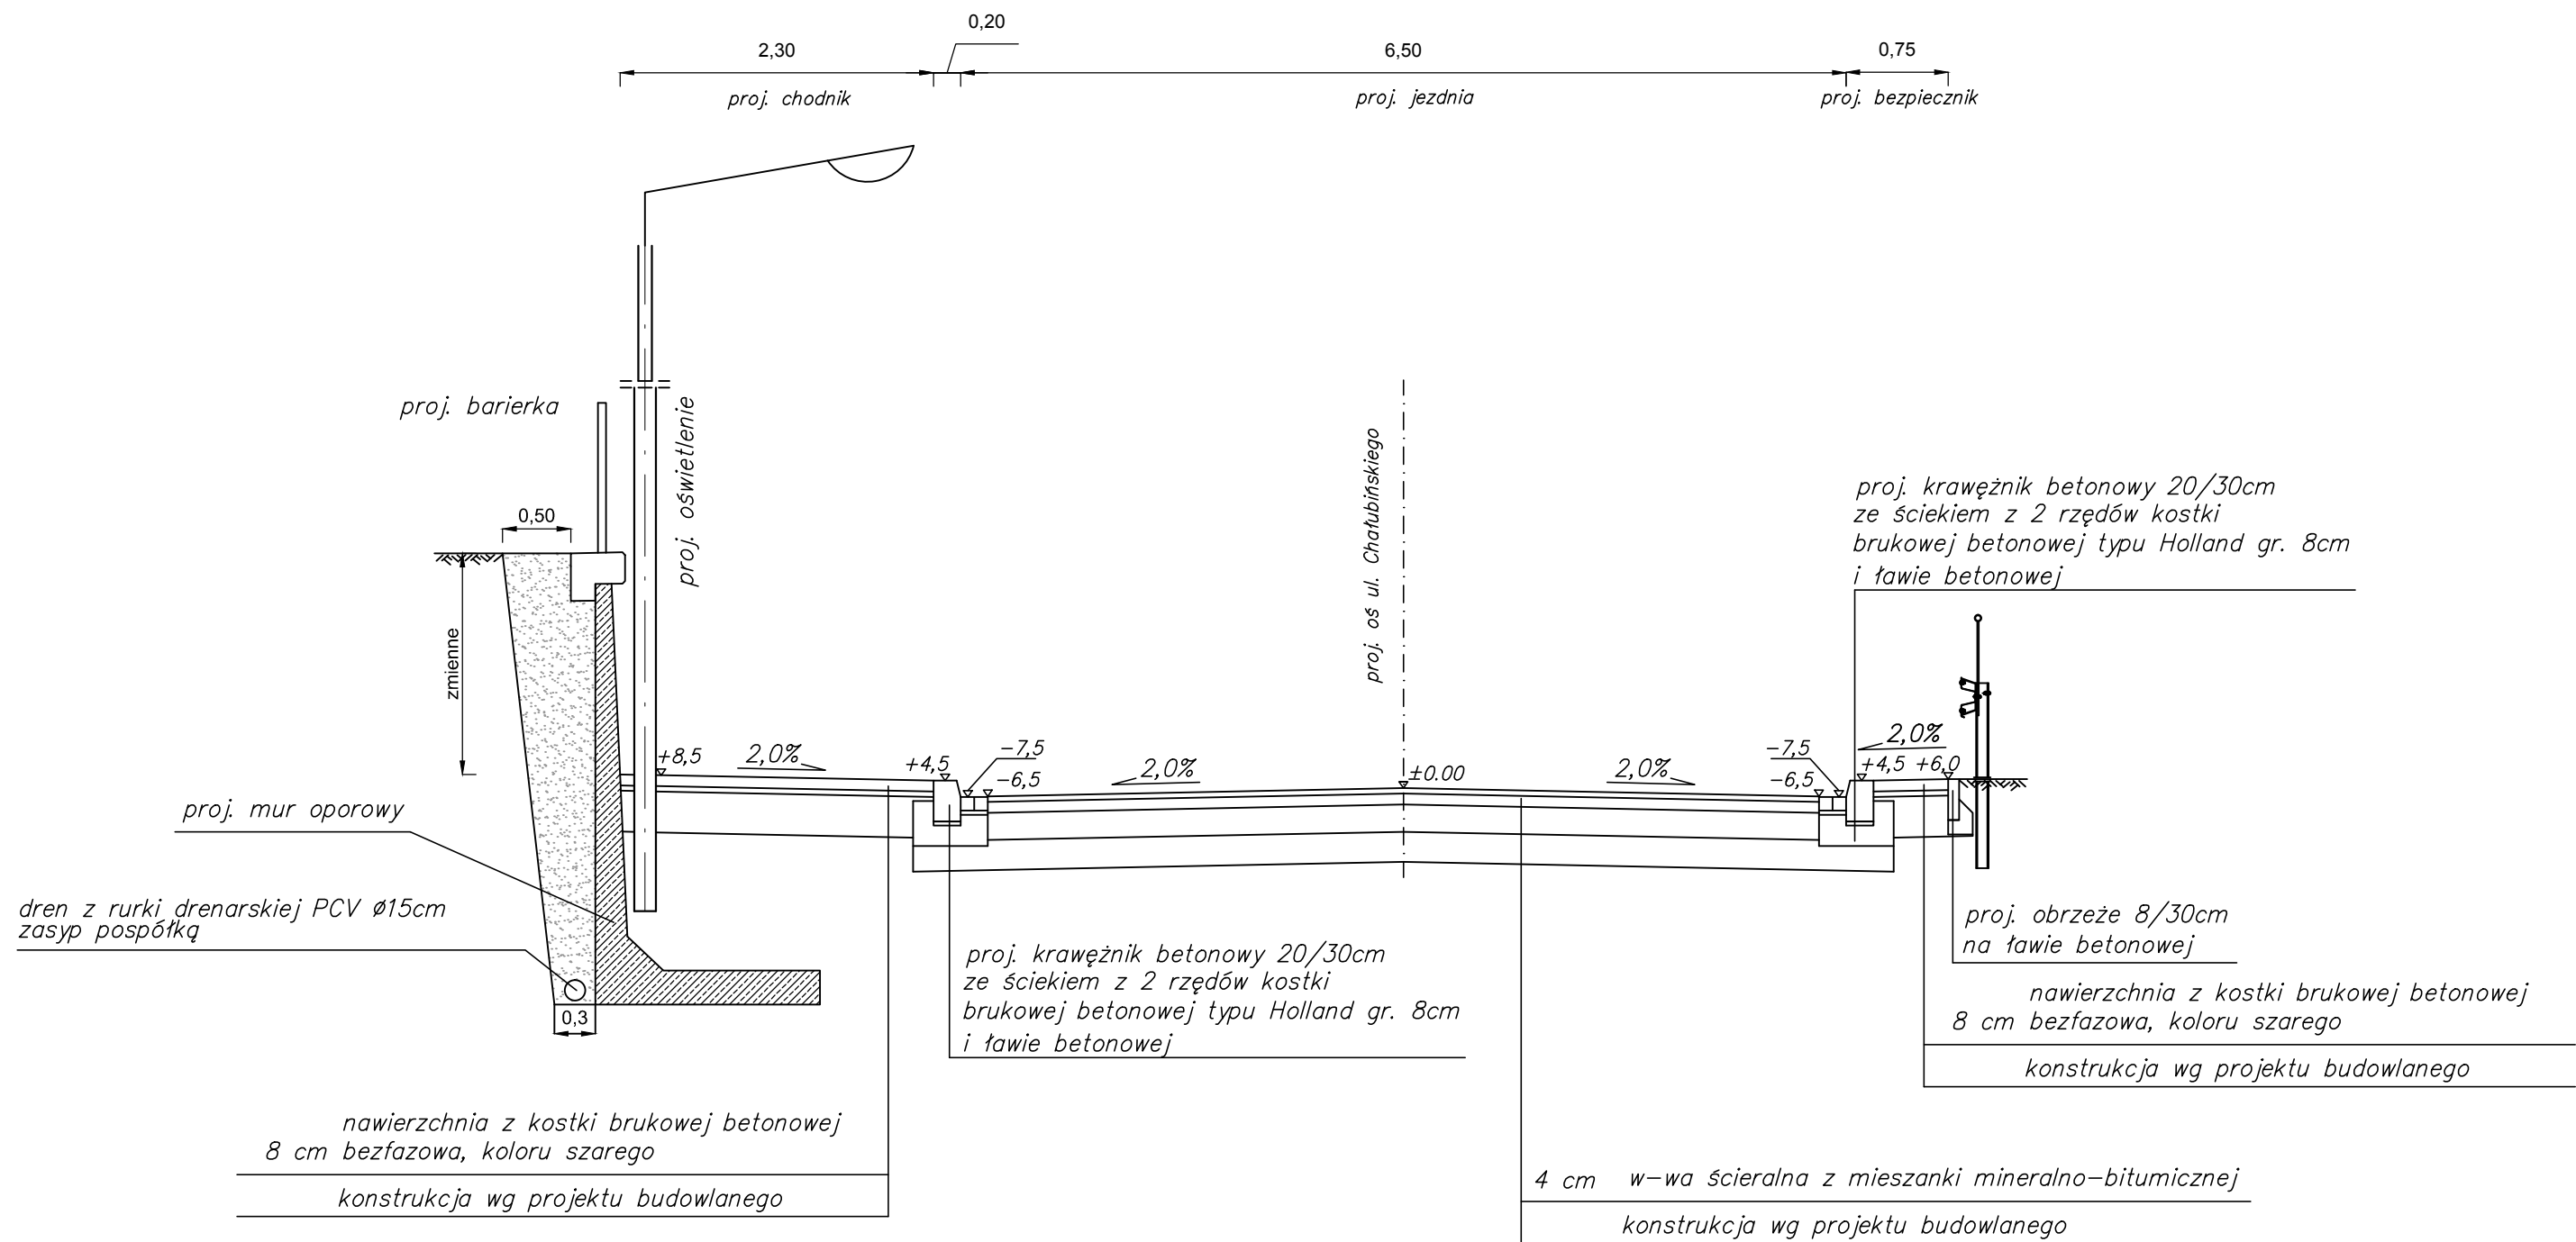 0,20
2,30
6,50
0,75
proj. chodnik
proj. jezdnia
proj. bezpiecznik
proj. barierka
proj. oświetlenie
proj. oś ul. Chałubińskiego
0,50
zmienne
proj. krawężnik betonowy 20/30cm
ze ściekiem z 2 rzędów kostki
brukowej betonowej typu Holland gr. 8cm
i ławie betonowej
+8,5
2,0%
+4,5
-7,5
-6,5
2,0%
±0.00
2,0%
-7,5
-6,5
2,0%
+4,5
+6,0
proj. mur oporowy
dren z rurki drenarskiej PCV Ø15cm
zasyp pospółką
0,3
proj. krawężnik betonowy 20/30cm
ze ściekiem z 2 rzędów kostki
brukowej betonowej typu Holland gr. 8cm
i ławie betonowej
proj. obrzeże 8/30cm
na ławie betonowej
nawierzchnia z kostki brukowej betonowej
8 cm bezfazowa, koloru szarego
konstrukcja wg projektu budowlanego
nawierzchnia z kostki brukowej betonowej
8 cm bezfazowa, koloru szarego
konstrukcja wg projektu budowlanego
4 cm w-wa ścieralna z mieszanki mineralno-bitumicznej
konstrukcja wg projektu budowlanego